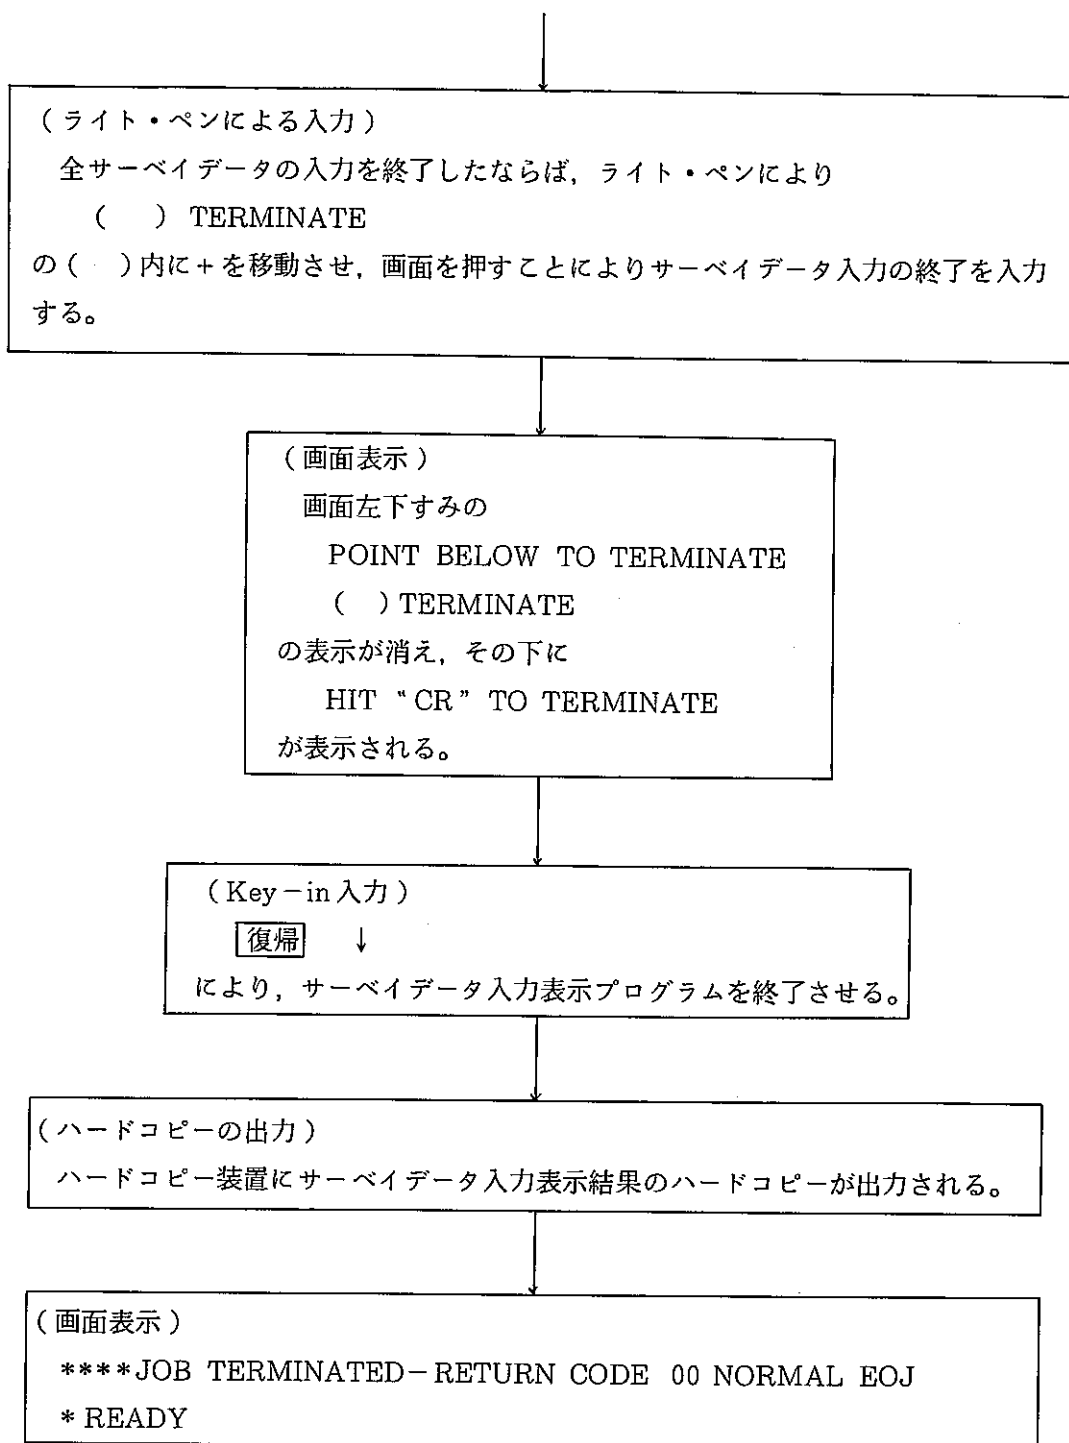 (ライト・ペンによる入力)
全サーベイデータの入力を終了したならば，ライト・ペンにより
(　) TERMINATE
の(　)内に+を移動させ，画面を押すことによりサーベイデータ入力の終了を入力
する。
(画面表示)
画面左下すみの
POINT BELOW TO TERMINATE
(　) TERMINATE
の表示が消え，その下に
HIT “CR” TO TERMINATE
が表示される。
(Key-in入力)
復帰 ↓
により，サーベイデータ入力表示プログラムを終了させる。
(ハードコピーの出力)
ハードコピー装置にサーベイデータ入力表示結果のハードコピーが出力される。
(画面表示)
****JOB TERMINATED-RETURN CODE 00 NORMAL EOJ
* READY